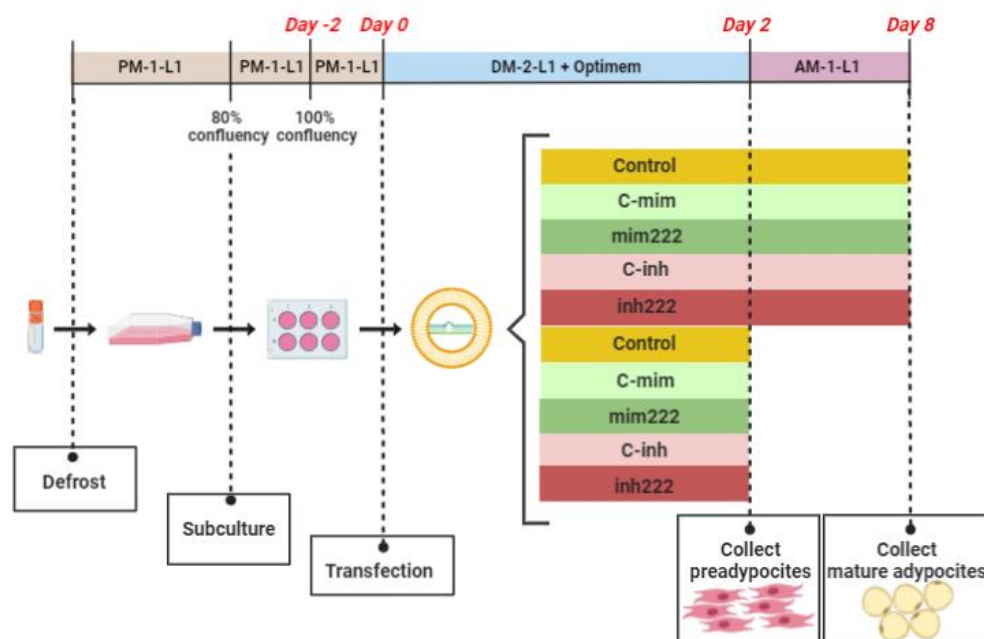 Day -2 Day 0 Day 2 Day 8
PM-1-L1 PM-1-L1 PM-1-L1 DM-2-L1 + Optimem AM-1-L1
80%
confluency
100%
confluency
Control
C-mim
mim222
C-inh
inh222
Control
C-mim
mim222
C-inh
inh222
Defrost
Subculture
Transfection
Collect
preadypocites
Collect
mature adypocites